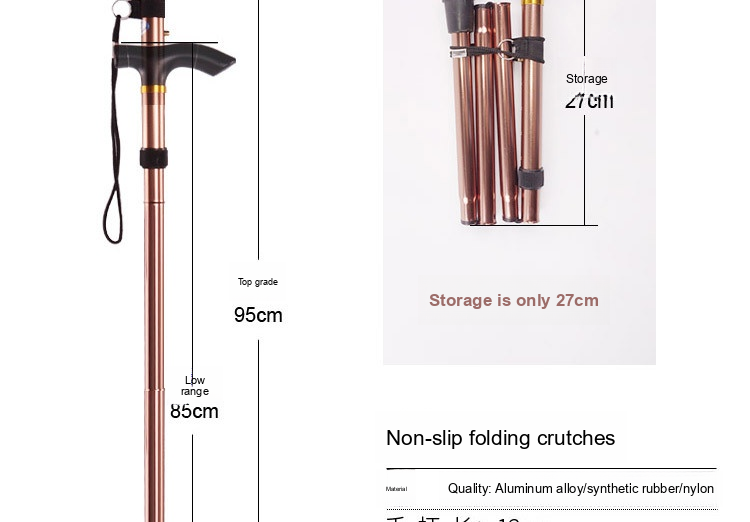 Top grade
95cm
Low
range
85cm
Storage
27cm
Storage is only 27cm
Non-slip folding crutches
Material
Quality: Aluminum alloy/synthetic rubber/nylon